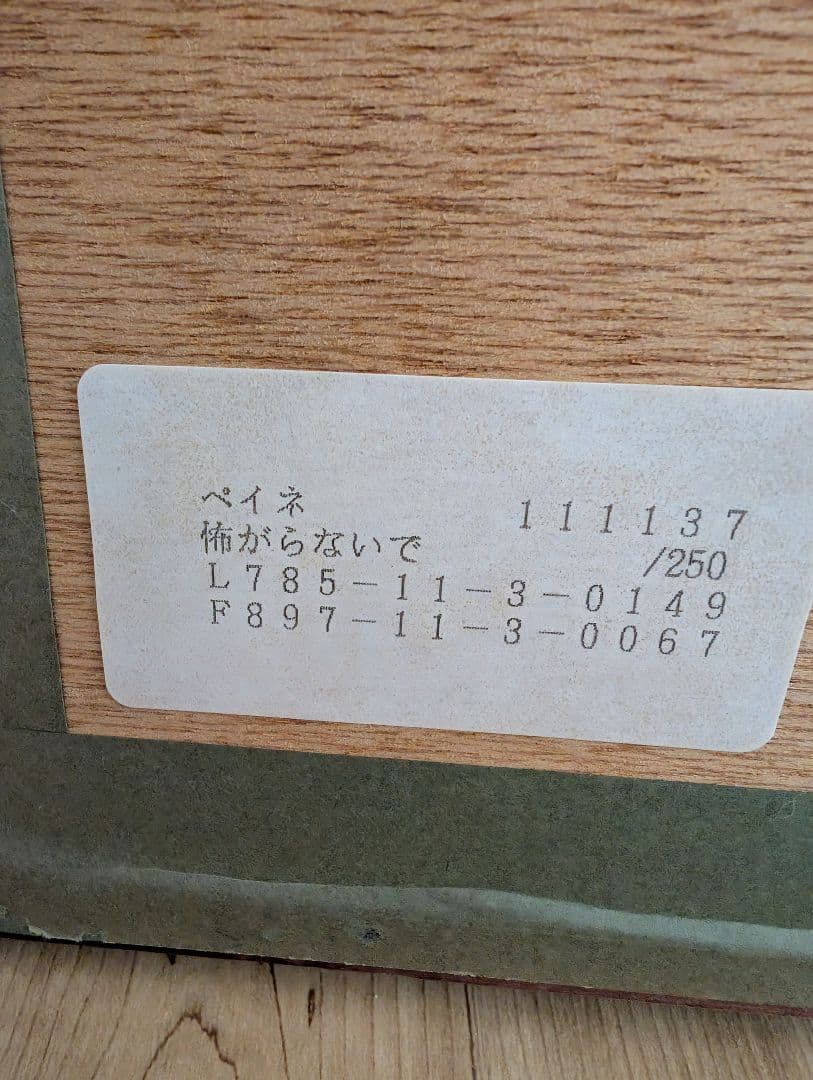 ペイネ 111137
怖がらないで /250
L785-11-3-0149
F897-11-3-0067